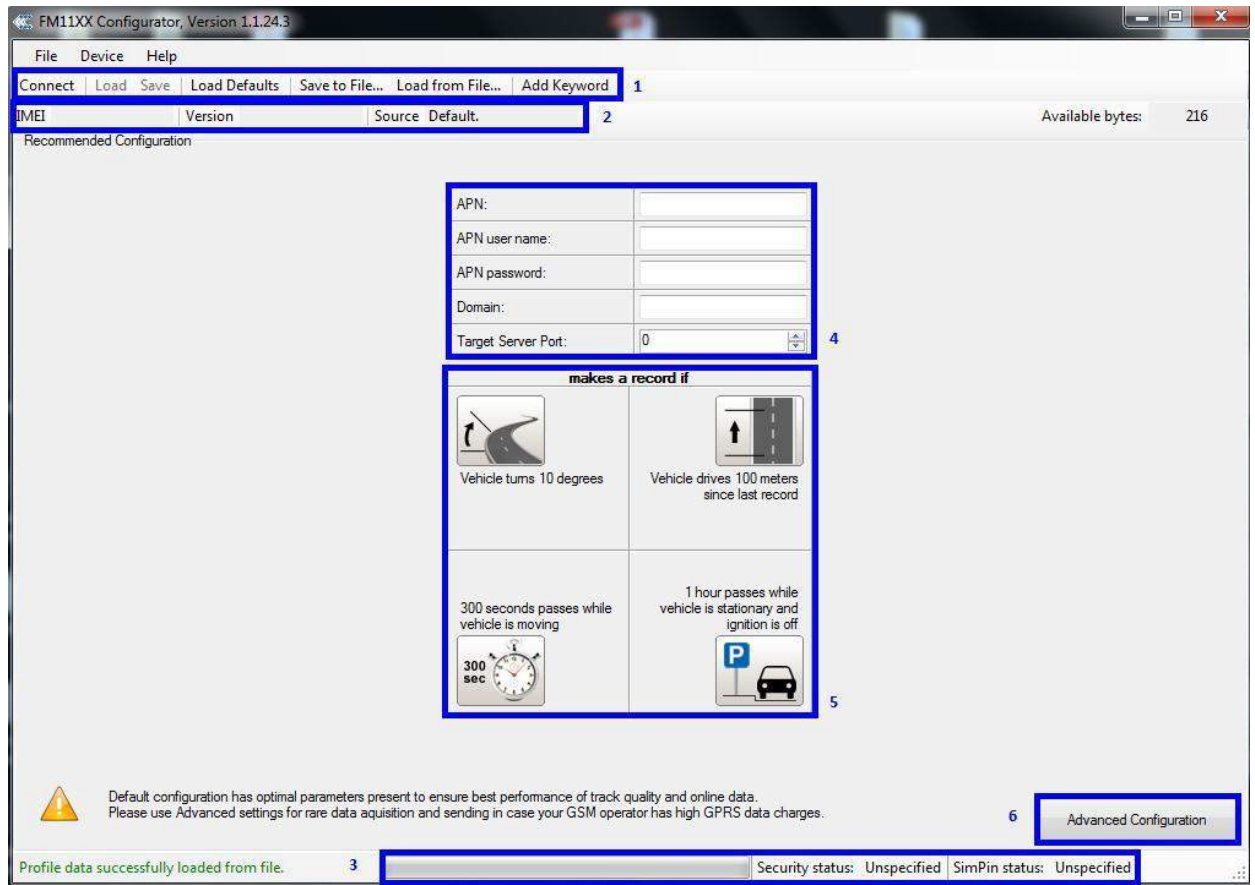 FM11XX Configurator, Version 1.1.24.3
File Device Help
Connect Load Save Load Defaults Save to File... Load from File... Add Keyword 1
IMEI Version Source Default. 2 Available bytes: 216
Recommended Configuration
APN:
APN user name:
APN password:
Domain:
Target Server Port: 0 4
makes a record if
Vehicle turns 10 degrees
Vehicle drives 100 meters
since last record
300 seconds passes while
vehicle is moving
300
sec
1 hour passes while
vehicle is stationary and
ignition is off
P
5
Default configuration has optimal parameters present to ensure best performance of track quality and online data.
Please use Advanced settings for rare data aquisition and sending in case your GSM operator has high GPRS data charges.
6 Advanced Configuration
Profile data successfully loaded from file. 3 Security status: Unspecified SimPin status: Unspecified